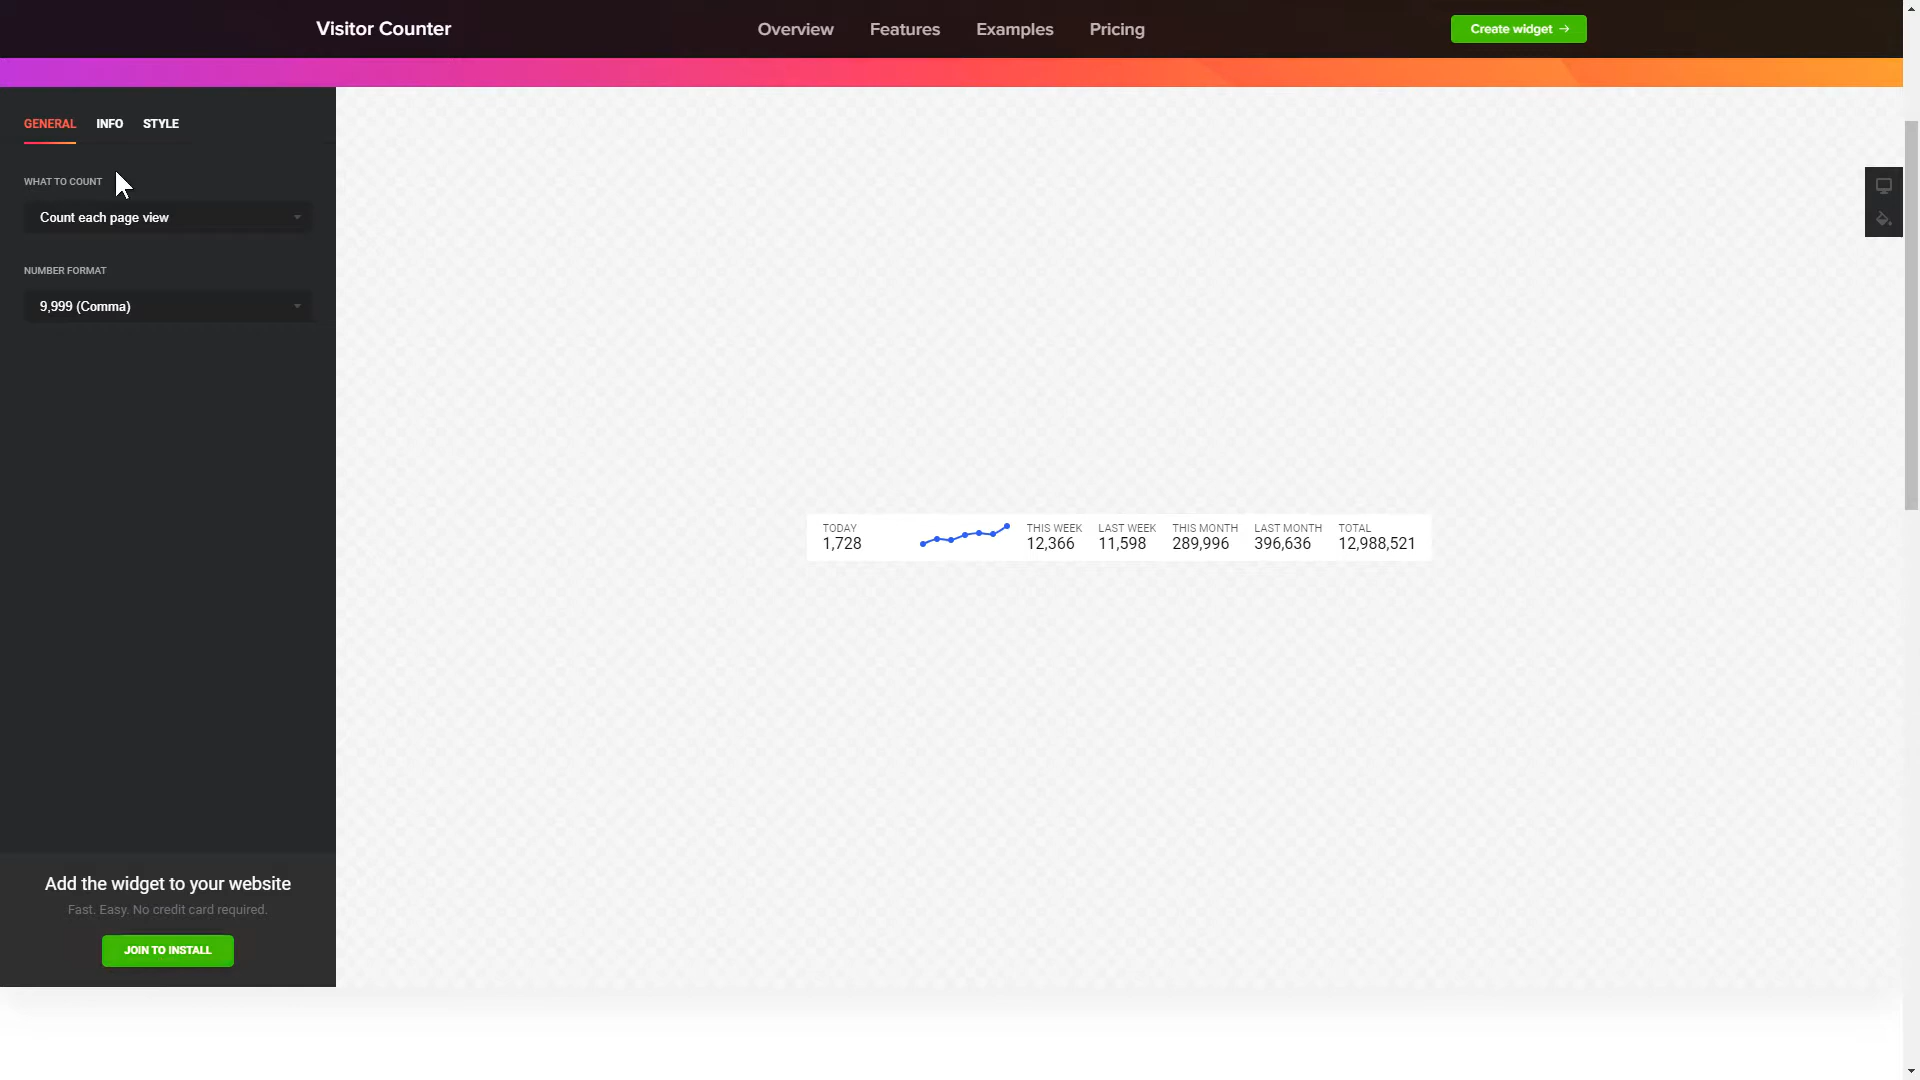 Visitor Counter
Overview Features Examples Pricing
Create widget →
GENERAL INFO STYLE
WHAT TO COUNT
Count each page view
NUMBER FORMAT
9,999 (Comma)
TODAY THIS WEEK LAST WEEK THIS MONTH LAST MONTH TOTAL
1,728 12,366 11,598 289,996 396,636 12,988,521
Add the widget to your website
Fast. Easy. No credit card required.
JOIN TO INSTALL